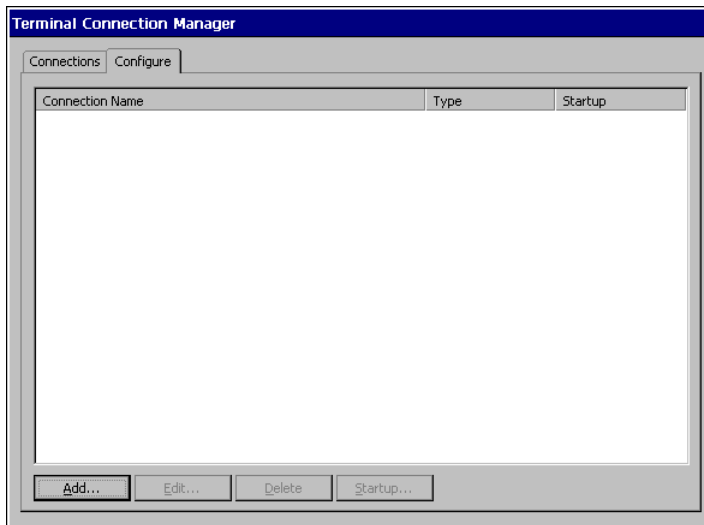 Terminal Connection Manager
Connections Configure
Connection Name Type Startup
Add... Edit... Delete Startup...